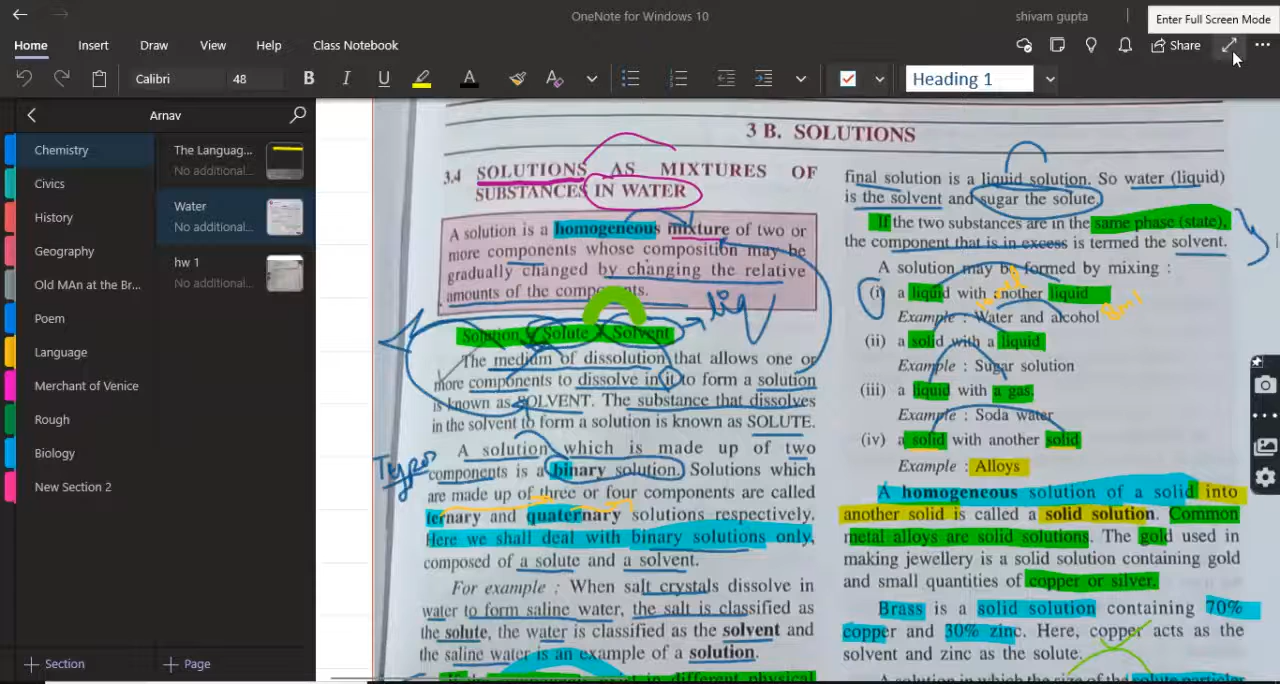 OneNote for Windows 10
shivam gupta
Enter Full Screen Mode
Home Insert Draw View Help Class Notebook
Share
Calibri 48 B I U A A Heading 1
Arnav
Chemistry
Civics
History
Geography
Old MAn at the Br...
Poem
Language
Merchant of Venice
Rough
Biology
New Section 2
Section
Page
The Languag...
No additional...
Water
No additional...
hw 1
No additional...
3 B. SOLUTIONS
3.4 SOLUTIONS AS MIXTURES OF
SUBSTANCES IN WATER
A solution is a homogeneous mixture of two or
more components whose composition may be
gradually changed by changing the relative
amounts of the components.
liq
Solution Solute Solvent
The medium of dissolution that allows one or
more components to dissolve in it to form a solution
is known as SOLVENT. The substance that dissolves
in the solvent to form a solution is known as SOLUTE.
Types
A solution which is made up of two
components is a binary solution. Solutions which
are made up of three or four components are called
ternary and quaternary solutions respectively.
Here we shall deal with binary solutions only,
composed of a solute and a solvent.
For example : When salt crystals dissolve in
water to form saline water, the salt is classified as
the solute, the water is classified as the solvent and
the saline water is an example of a solution.
in different physical
final solution is a liquid solution. So water (liquid)
is the solvent and sugar the solute.
If the two substances are in the same phase (state),
the component that is in excess is termed the solvent.
A solution may be formed by mixing :
(i) a liquid with another liquid
Example : Water and alcohol
(ii) a solid with a liquid
Example : Sugar solution
(iii) a liquid with a gas.
Example : Soda water
(iv) a solid with another solid
Example : Alloys
A homogeneous solution of a solid into
another solid is called a solid solution. Common
metal alloys are solid solutions. The gold used in
making jewellery is a solid solution containing gold
and small quantities of copper or silver.
Brass is a solid solution containing 70%
copper and 30% zinc. Here, copper acts as the
solvent and zinc as the solute.
A solution in which the size of the solute particles